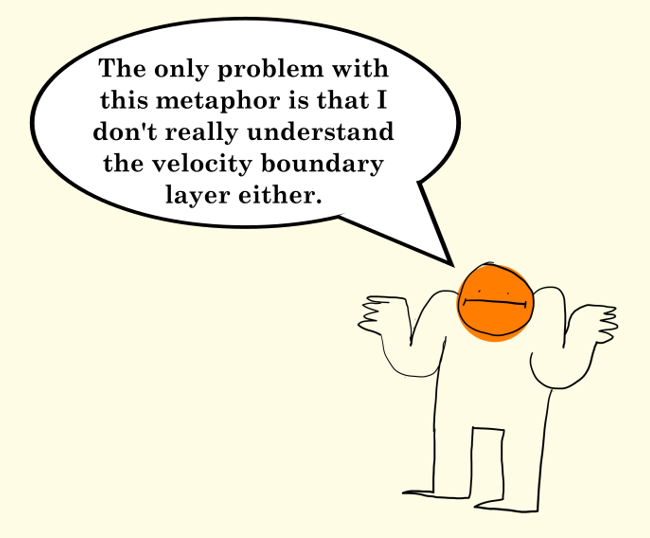 The only problem with
this metaphor is that I
don't really understand
the velocity boundary
layer either.